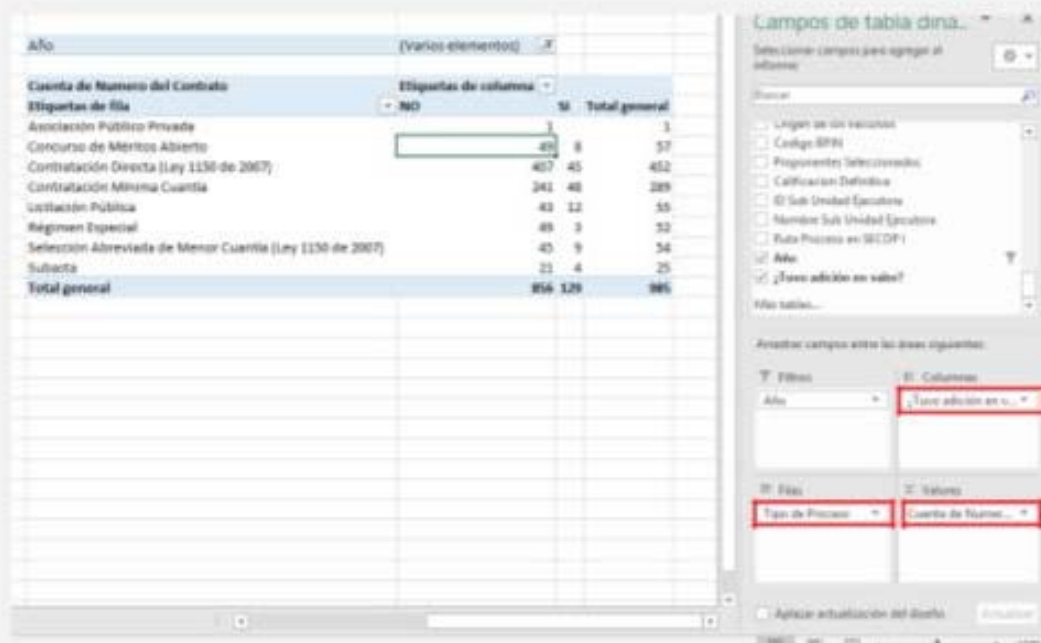 Año (Varios elementos)
Cuenta de Numero del Contrato Etiquetas de columna
Etiquetas de fila NO SI Total general
Asociación Público Privada 1 1
Concurso de Méritos Abierto 49 8 57
Contratación Directa (Ley 1150 de 2007) 407 45 452
Contratación Mínima Cuantía 241 48 289
Licitación Pública 43 12 55
Régimen Especial 49 3 52
Selección Abreviada de Menor Cuantía (Ley 1150 de 2007) 45 9 54
Subasta 21 4 25
Total general 856 129 985
Campos de tabla diná...
Seleccionar campos para agregar al
informe:
Buscar
Origen de los Recursos
Codigo BPIN
Proponentes Seleccionados
Calificacion Definitiva
ID Sub Unidad Ejecutora
Nombre Sub Unidad Ejecutora
Ruta Proceso en SECOP I
Año
¿Tuvo adición en valor?
Más tablas...
Arrastrar campos entre las áreas siguientes:
Filtros Columnas
Año ¿Tuvo adición en v...
Filas Valores
Tipo de Proceso Cuenta de Numer...
Aplazar actualización del diseño Actualizar